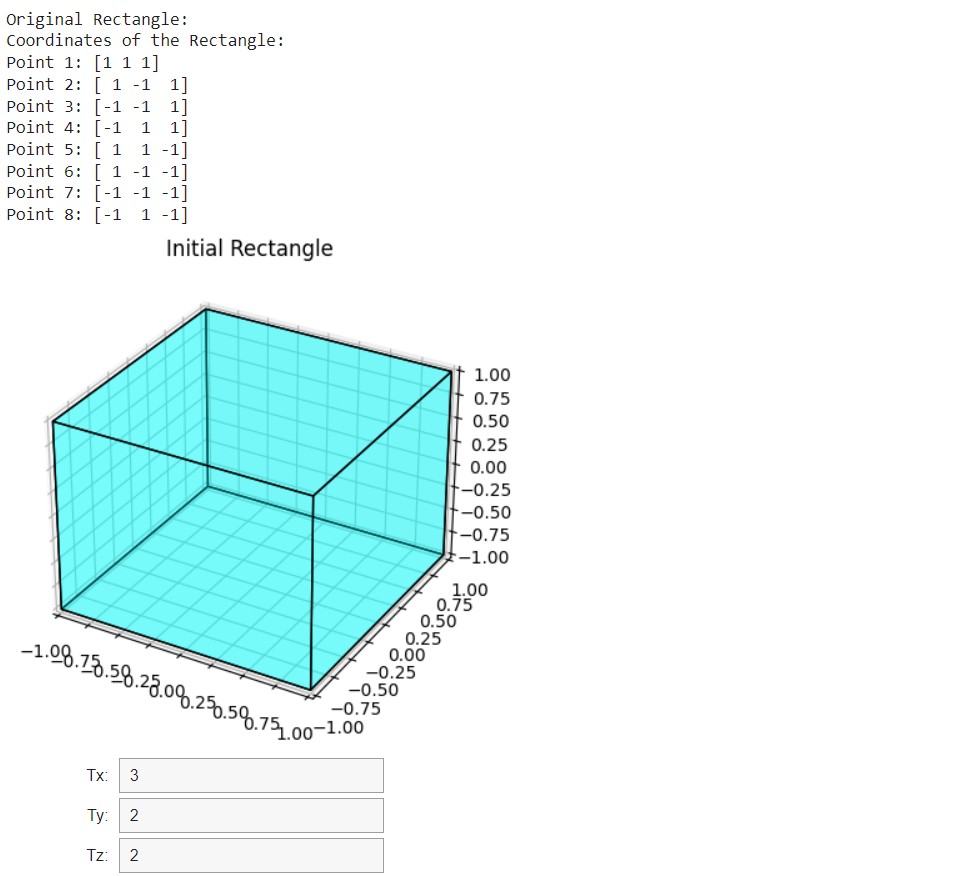 Original Rectangle:
Coordinates of the Rectangle:
Point 1: [1 1 1]
Point 2: [ 1 -1  1]
Point 3: [-1 -1  1]
Point 4: [-1  1  1]
Point 5: [ 1  1 -1]
Point 6: [ 1 -1 -1]
Point 7: [-1 -1 -1]
Point 8: [-1  1 -1]
Initial Rectangle
1.00
0.75
0.50
0.25
0.00
−0.25
−0.50
−0.75
−1.00
1.00
0.75
0.50
0.25
0.00
−0.25
−0.50
−0.75
−1.00
−1.00
−0.75
−0.50
−0.25
0.00
0.25
0.50
0.75
1.00
Tx: 3
Ty: 2
Tz: 2